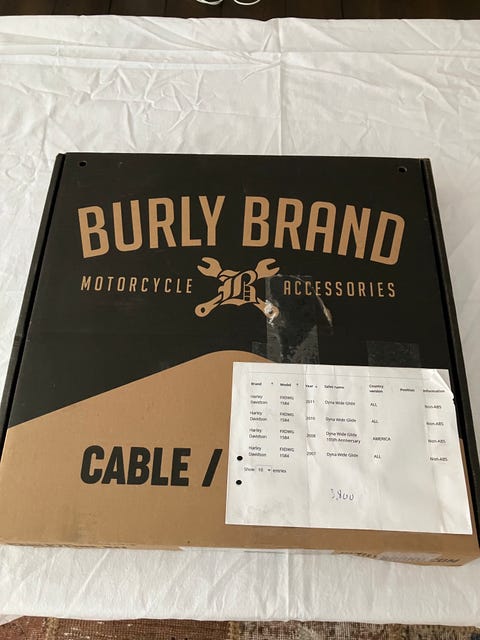 BURLY BRAND
MOTORCYCLE B ACCESSORIES
CABLE /
Brand Model Year Sales name Country version Position Information
Harley Davidson FXDWG 1584 2011 Dyna Wide Glide ALL Non-ABS
Harley Davidson FXDWG 1584 2010 Dyna Wide Glide ALL Non-ABS
Harley Davidson FXDWG 1584 2008 Dyna Wide Glide 105th Anniversary AMERICA Non-ABS
Harley Davidson FXDWG 1584 2007 Dyna Wide Glide ALL Non-ABS
Show 10 entries